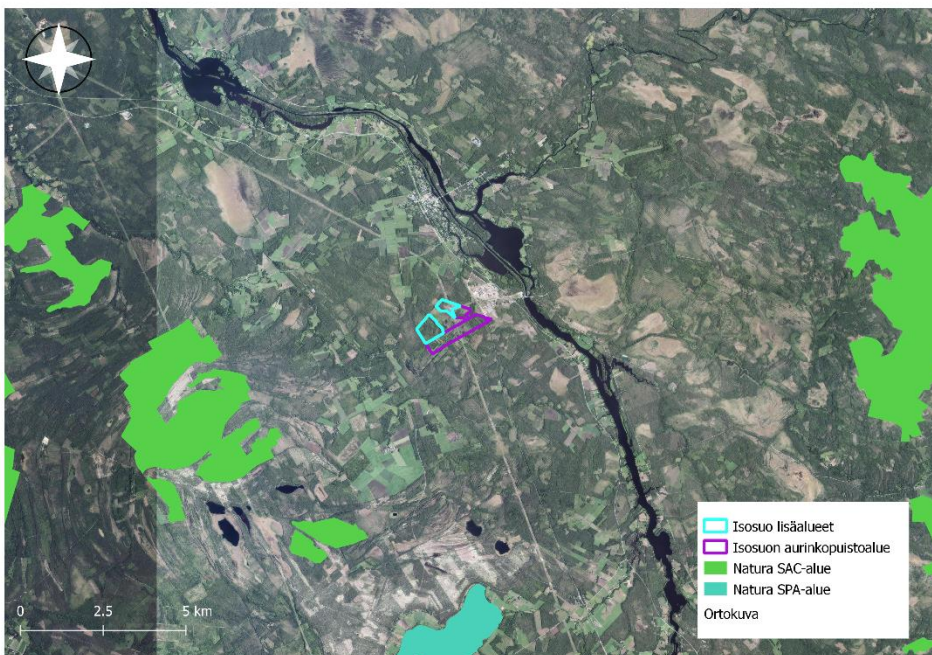 Isosuo lisäalueet
Isosuon aurinkopuistoalue
Natura SAC-alue
Natura SPA-alue
Ortokuva
0 2.5 5 km